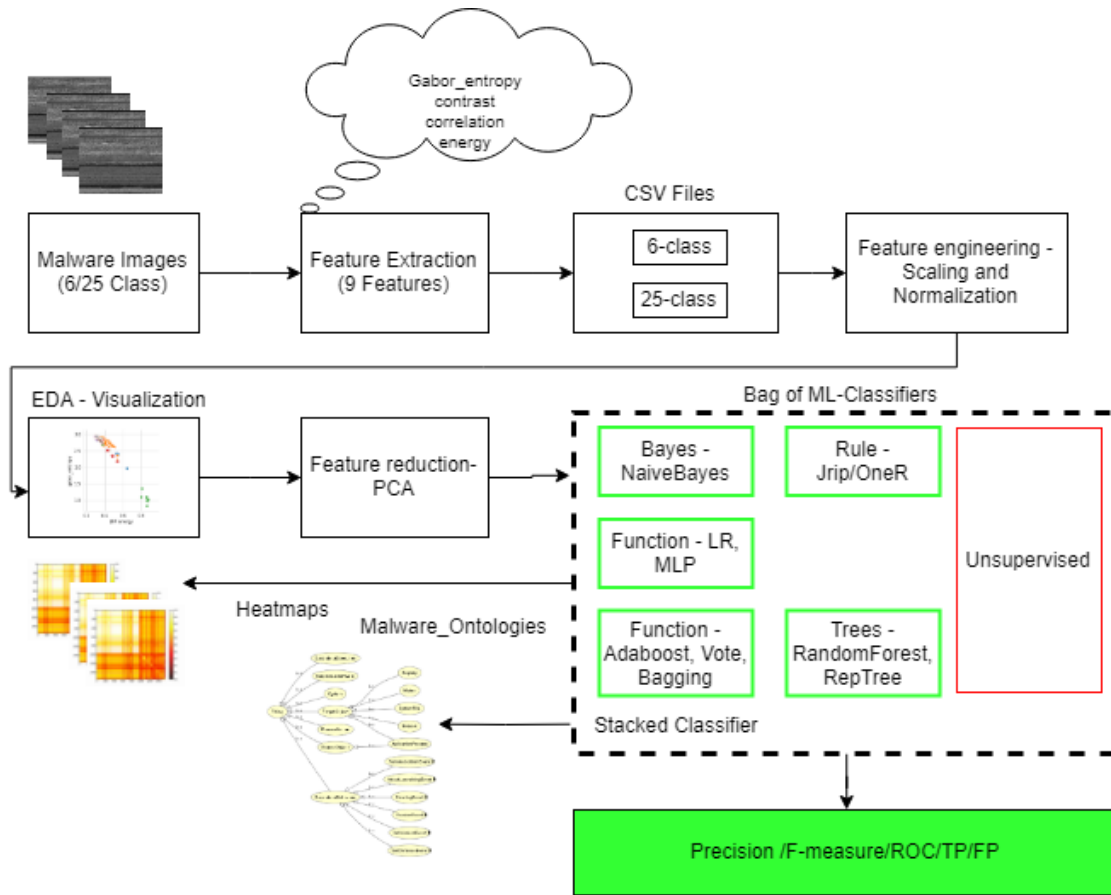 Gabor_entropy
contrast
correlation
energy
Malware Images
(6/25 Class)
Feature Extraction
(9 Features)
CSV Files
6-class
25-class
Feature engineering -
Scaling and
Normalization
EDA - Visualization
Feature reduction-
PCA
Bag of ML-Classifiers
Bayes -
NaiveBayes
Rule -
Jrip/OneR
Function - LR,
MLP
Unsupervised
Function -
Adaboost, Vote,
Bagging
Trees -
RandomForest,
RepTree
Stacked Classifier
Heatmaps
Malware_Ontologies
Precision /F-measure/ROC/TP/FP